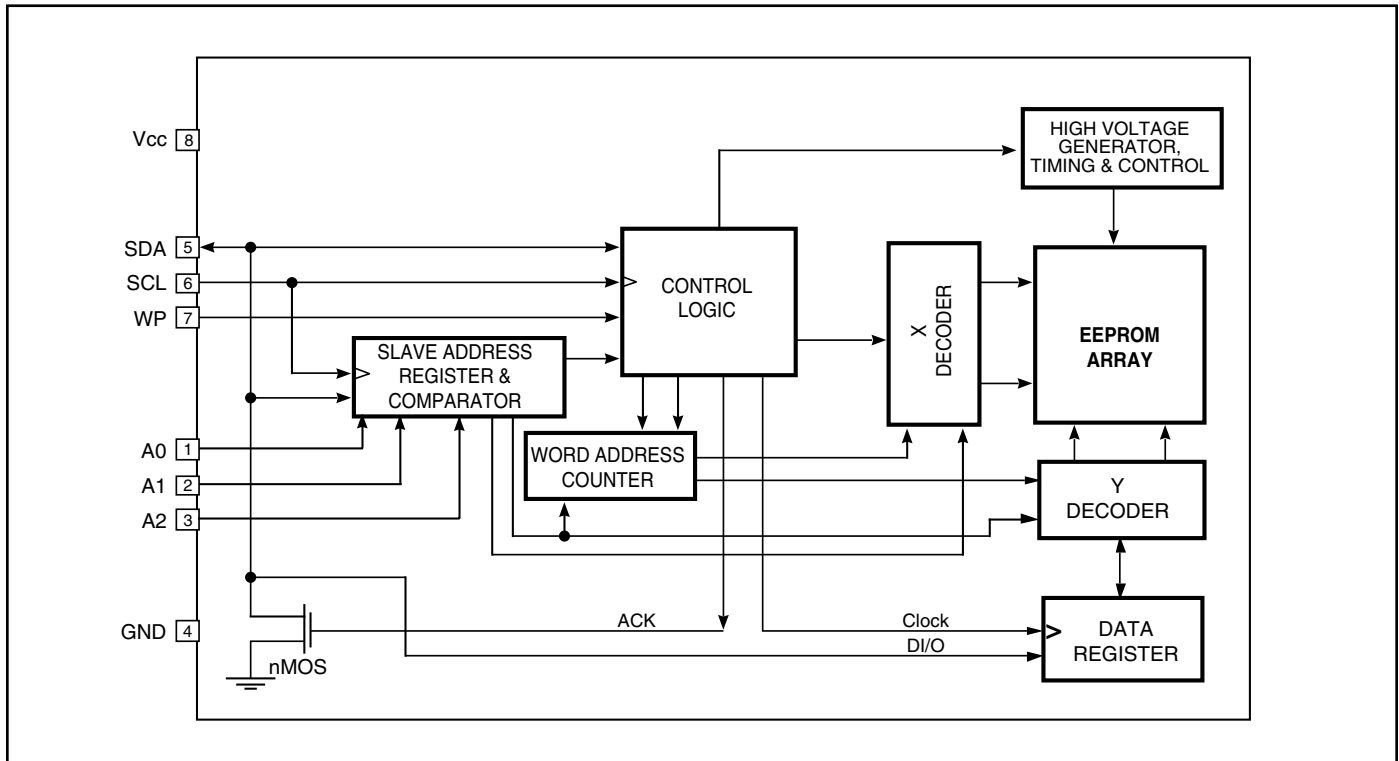 HIGH VOLTAGE
GENERATOR,
TIMING & CONTROL
Vcc 8
SDA 5
SCL 6
WP 7
CONTROL
LOGIC
X
DECODER
EEPROM
ARRAY
SLAVE ADDRESS
REGISTER &
COMPARATOR
A0 1
A1 2
A2 3
WORD ADDRESS
COUNTER
Y
DECODER
GND 4
nMOS
ACK
Clock
DI/O
DATA
REGISTER